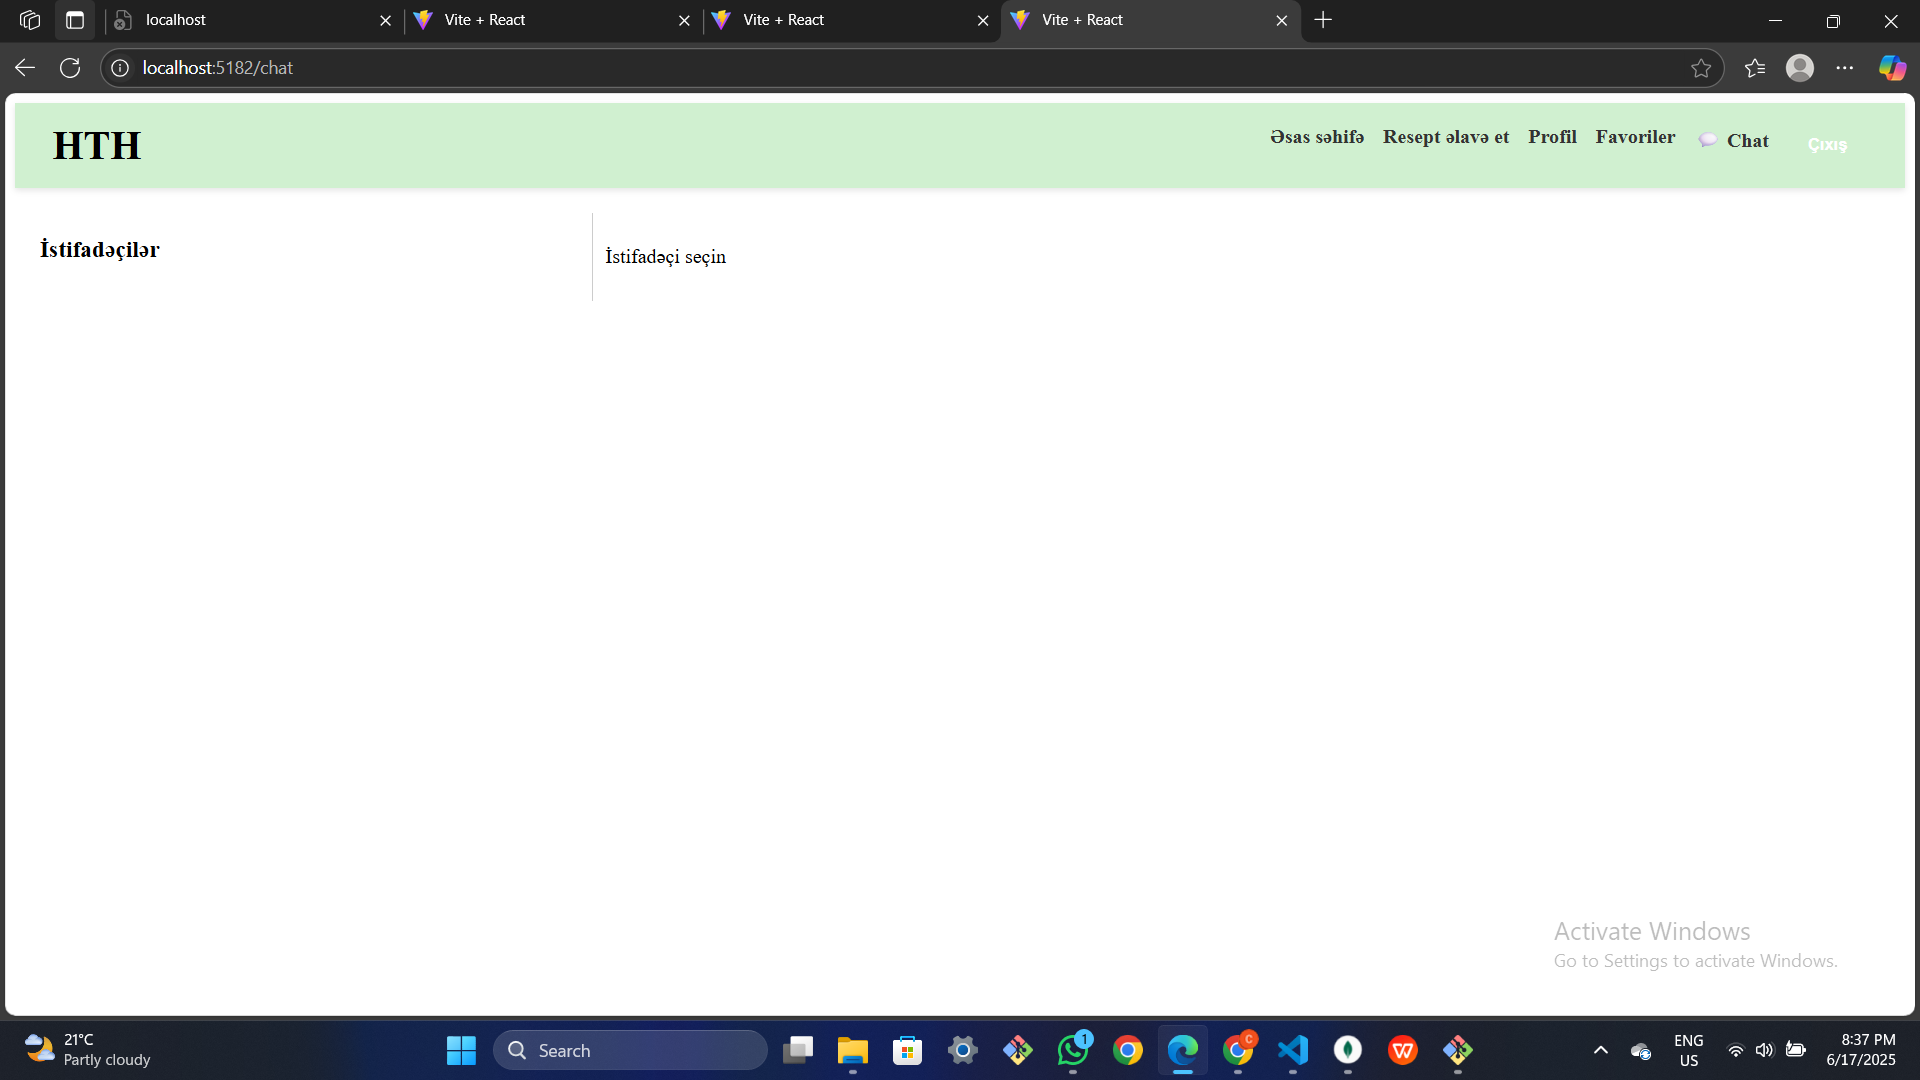 localhost
Vite + React
Vite + React
Vite + React
localhost:5182/chat
HTH
Əsas səhifə Resept əlavə et Profil Favoriler Chat Çıxış
İstifadəçilər
İstifadəçi seçin
Activate Windows
Go to Settings to activate Windows.
21°C
Partly cloudy
Search
1
C
W
ENG
US
8:37 PM
6/17/2025